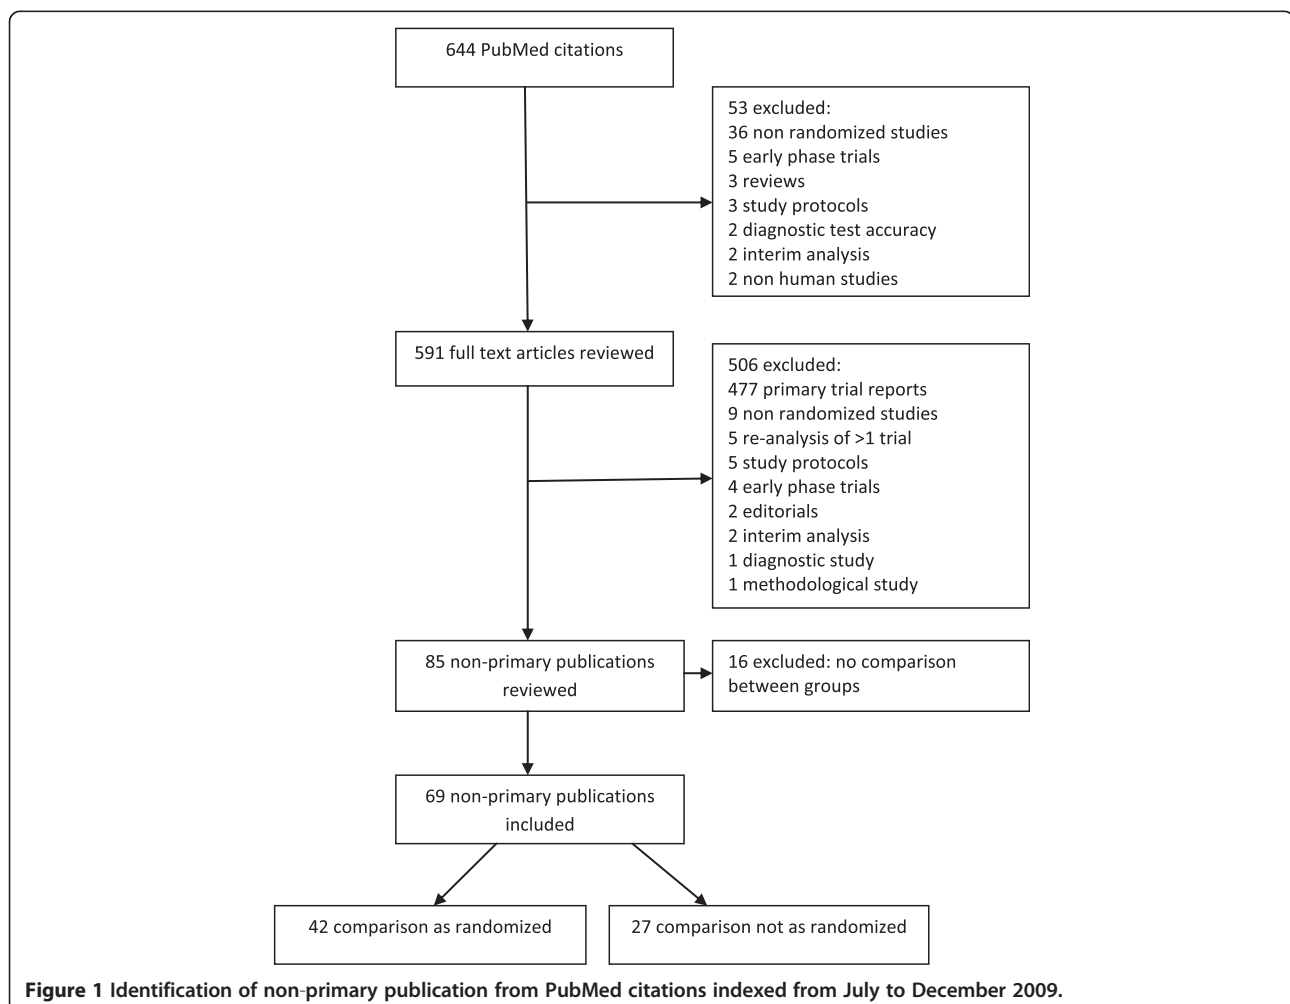 644 PubMed citations
53 excluded:
36 non randomized studies
5 early phase trials
3 reviews
3 study protocols
2 diagnostic test accuracy
2 interim analysis
2 non human studies
591 full text articles reviewed
506 excluded:
477 primary trial reports
9 non randomized studies
5 re-analysis of >1 trial
5 study protocols
4 early phase trials
2 editorials
2 interim analysis
1 diagnostic study
1 methodological study
85 non-primary publications
reviewed
16 excluded: no comparison
between groups
69 non-primary publications
included
42 comparison as randomized
27 comparison not as randomized
Figure 1 Identification of non-primary publication from PubMed citations indexed from July to December 2009.